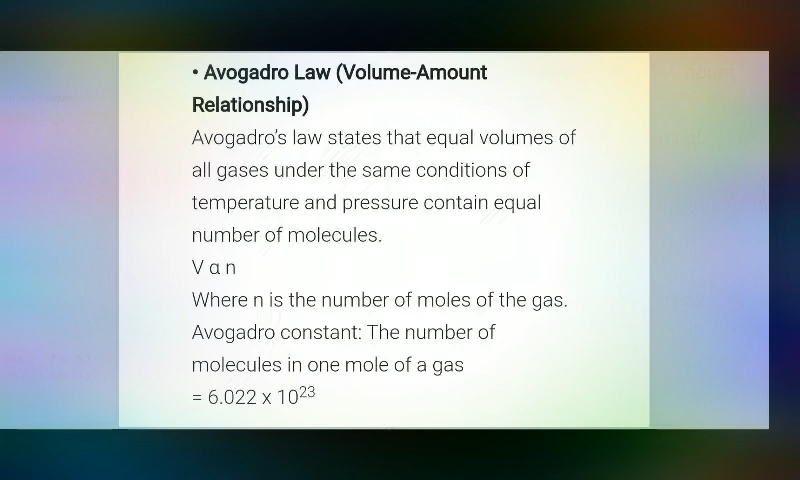 • Avogadro Law (Volume-Amount
Relationship)
Avogadro's law states that equal volumes of
all gases under the same conditions of
temperature and pressure contain equal
number of molecules.
V α n
Where n is the number of moles of the gas.
Avogadro constant: The number of
molecules in one mole of a gas
= 6.022 x 10²³